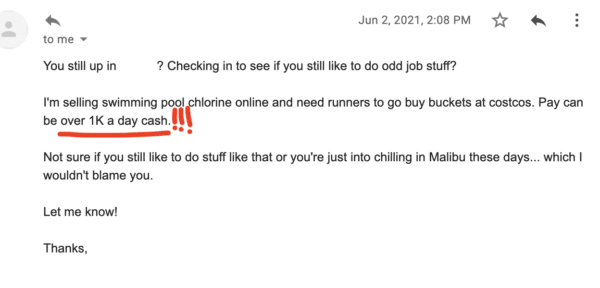 Jun 2, 2021, 2:08 PM
to me
You still up in ? Checking in to see if you still like to do odd job stuff?
I'm selling swimming pool chlorine online and need runners to go buy buckets at costcos. Pay can
be over 1K a day cash.!!!
Not sure if you still like to do stuff like that or you're just into chilling in Malibu these days... which I
wouldn't blame you.
Let me know!
Thanks,